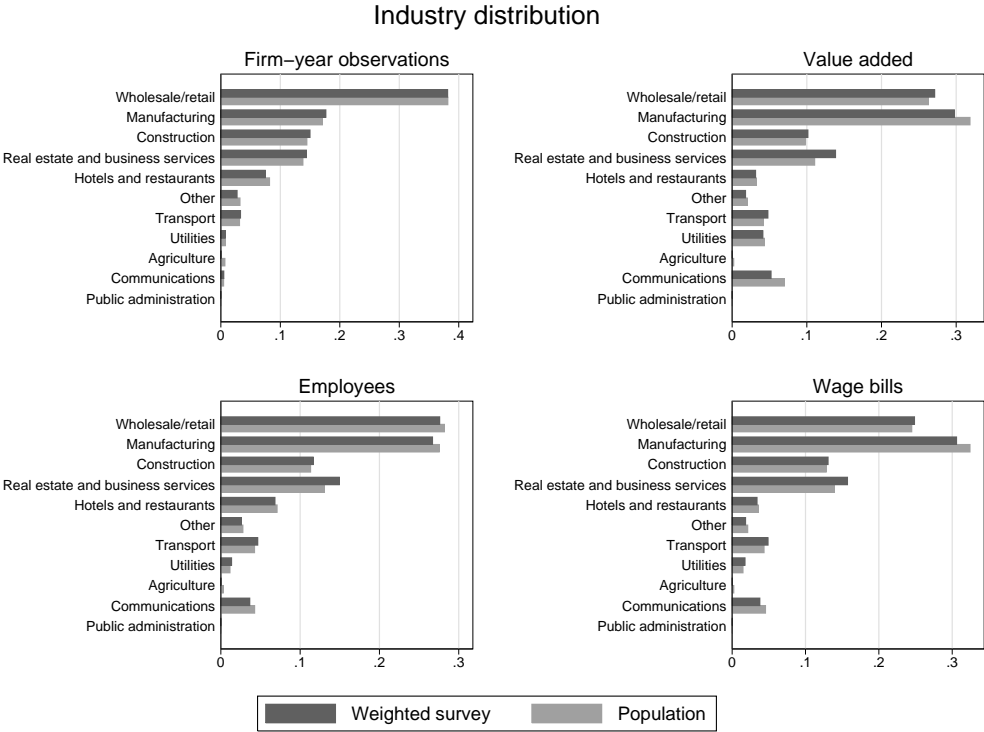 Industry distribution
Firm−year observations
Wholesale/retail
Manufacturing
Construction
Real estate and business services
Hotels and restaurants
Other
Transport
Utilities
Agriculture
Communications
Public administration
0 .1 .2 .3 .4
Value added
Wholesale/retail
Manufacturing
Construction
Real estate and business services
Hotels and restaurants
Other
Transport
Utilities
Agriculture
Communications
Public administration
0 .1 .2 .3
Employees
Wholesale/retail
Manufacturing
Construction
Real estate and business services
Hotels and restaurants
Other
Transport
Utilities
Agriculture
Communications
Public administration
0 .1 .2 .3
Wage bills
Wholesale/retail
Manufacturing
Construction
Real estate and business services
Hotels and restaurants
Other
Transport
Utilities
Agriculture
Communications
Public administration
0 .1 .2 .3
Weighted survey Population